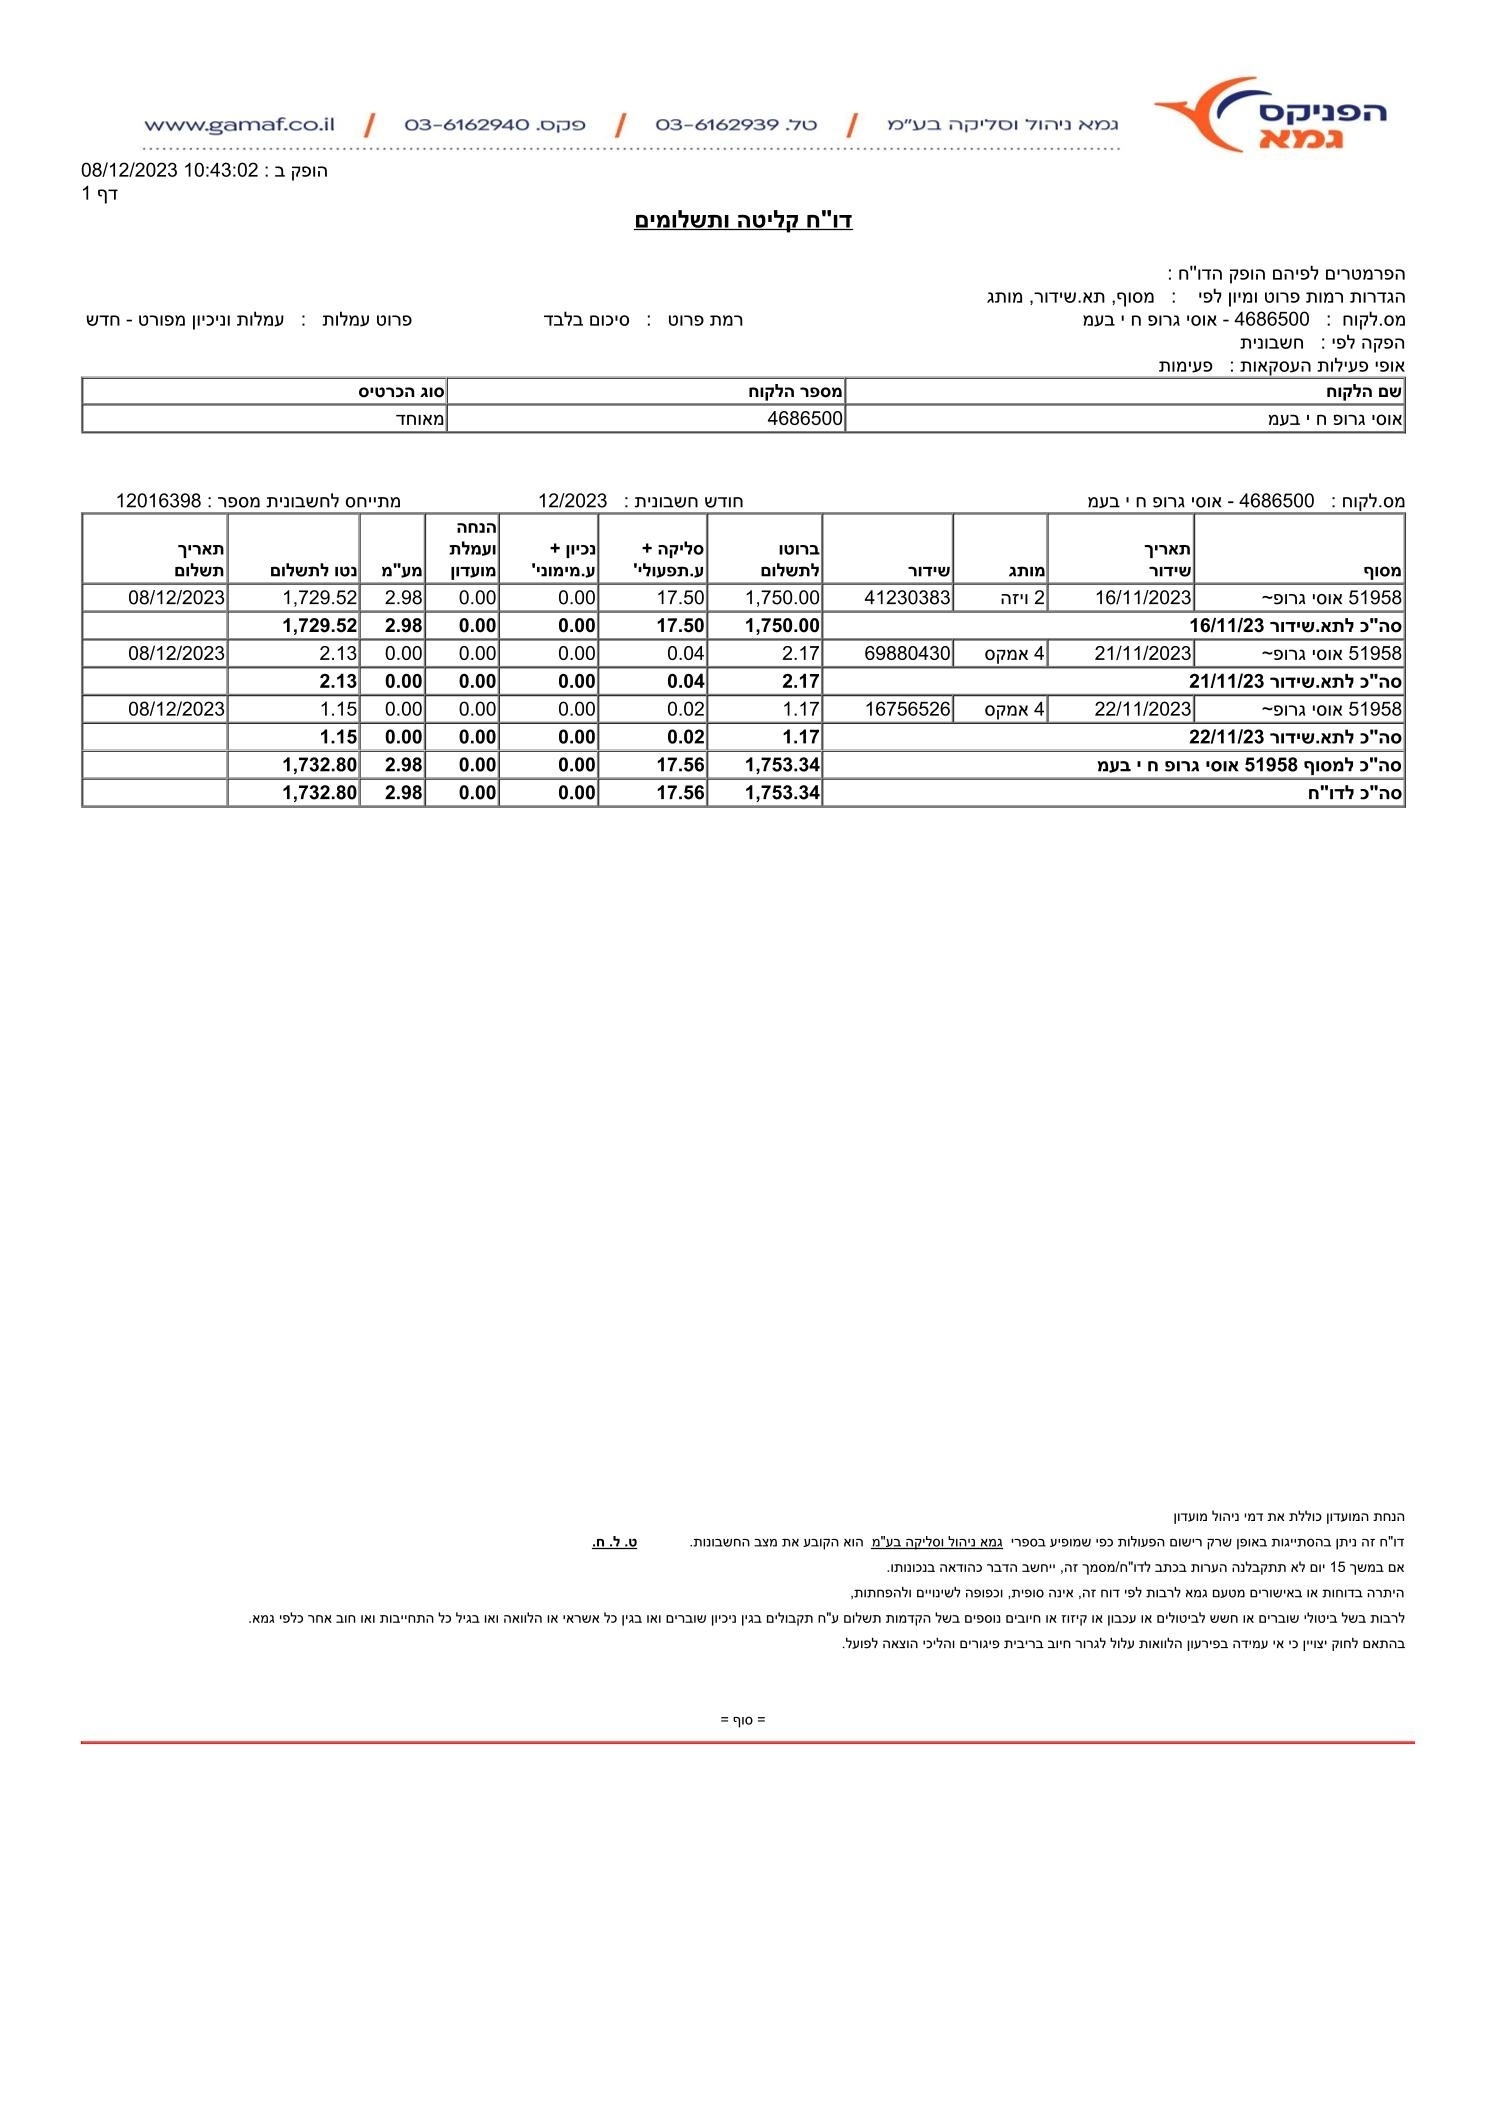 הפניקס
גמא
גמא ניהול וסליקה בע"מ / טל. 03-6162939 / פקס. 03-6162940 / www.gamaf.co.il
הופק ב : 08/12/2023 10:43:02
דף 1
דו"ח קליטה ותשלומים
הפרמטרים לפיהם הופק הדו"ח :
הגדרות רמות פרוט ומיון לפי : מסוף, תא.שידור, מותג
מס.לקוח : 4686500 - אוסי גרופ ח י בעמ רמת פרוט : סיכום בלבד פרוט עמלות : עמלות וניכיון מפורט - חדש
הפקה לפי : חשבונית
אופי פעילות העסקאות : פעימות
שם הלקוח מספר הלקוח סוג הכרטיס
אוסי גרופ ח י בעמ 4686500 מאוחד
מס.לקוח : 4686500 - אוסי גרופ ח י בעמ חודש חשבונית : 12/2023 מתייחס לחשבונית מספר : 12016398
הנחה
תאריך ברוטו סליקה + נכיון + ועמלת תאריך
מסוף שידור מותג שידור לתשלום ע.תפעולי' ע.מימוני' מועדון מע"מ נטו לתשלום תשלום
51958 אוסי גרופ~ 16/11/2023 2 ויזה 41230383 1,750.00 17.50 0.00 0.00 2.98 1,729.52 08/12/2023
סה"כ לתא.שידור 16/11/23 1,750.00 17.50 0.00 0.00 2.98 1,729.52
51958 אוסי גרופ~ 21/11/2023 4 אמקס 69880430 2.17 0.04 0.00 0.00 0.00 2.13 08/12/2023
סה"כ לתא.שידור 21/11/23 2.17 0.04 0.00 0.00 0.00 2.13
51958 אוסי גרופ~ 22/11/2023 4 אמקס 16756526 1.17 0.02 0.00 0.00 0.00 1.15 08/12/2023
סה"כ לתא.שידור 22/11/23 1.17 0.02 0.00 0.00 0.00 1.15
סה"כ למסוף 51958 אוסי גרופ ח י בעמ 1,753.34 17.56 0.00 0.00 2.98 1,732.80
סה"כ לדו"ח 1,753.34 17.56 0.00 0.00 2.98 1,732.80
הנחת המועדון כוללת את דמי ניהול מועדון
דו"ח זה ניתן בהסתייגות באופן שרק רישום הפעולות כפי שמופיע בספרי גמא ניהול וסליקה בע"מ הוא הקובע את מצב החשבונות. ט. ל. ח.
אם במשך 15 יום לא תתקבלנה הערות בכתב לדו"ח/מסמך זה, ייחשב הדבר כהודאה בנכונותו.
היתרה בדוחות או באישורים מטעם גמא לרבות לפי דוח זה, אינה סופית, וכפופה לשינויים ולהפחתות,
לרבות בשל ביטולי שוברים או חשש לביטולים או עכבון או קיזוז או חיובים נוספים בשל הקדמות תשלום ע"ח תקבולים בגין ניכיון שוברים ואו בגין כל אשראי או הלוואה ואו בגיל כל התחייבות ואו חוב אחר כלפי גמא.
בהתאם לחוק יצויין כי אי עמידה בפירעון הלוואות עלול לגרור חיוב בריבית פיגורים והליכי הוצאה לפועל.
= סוף =